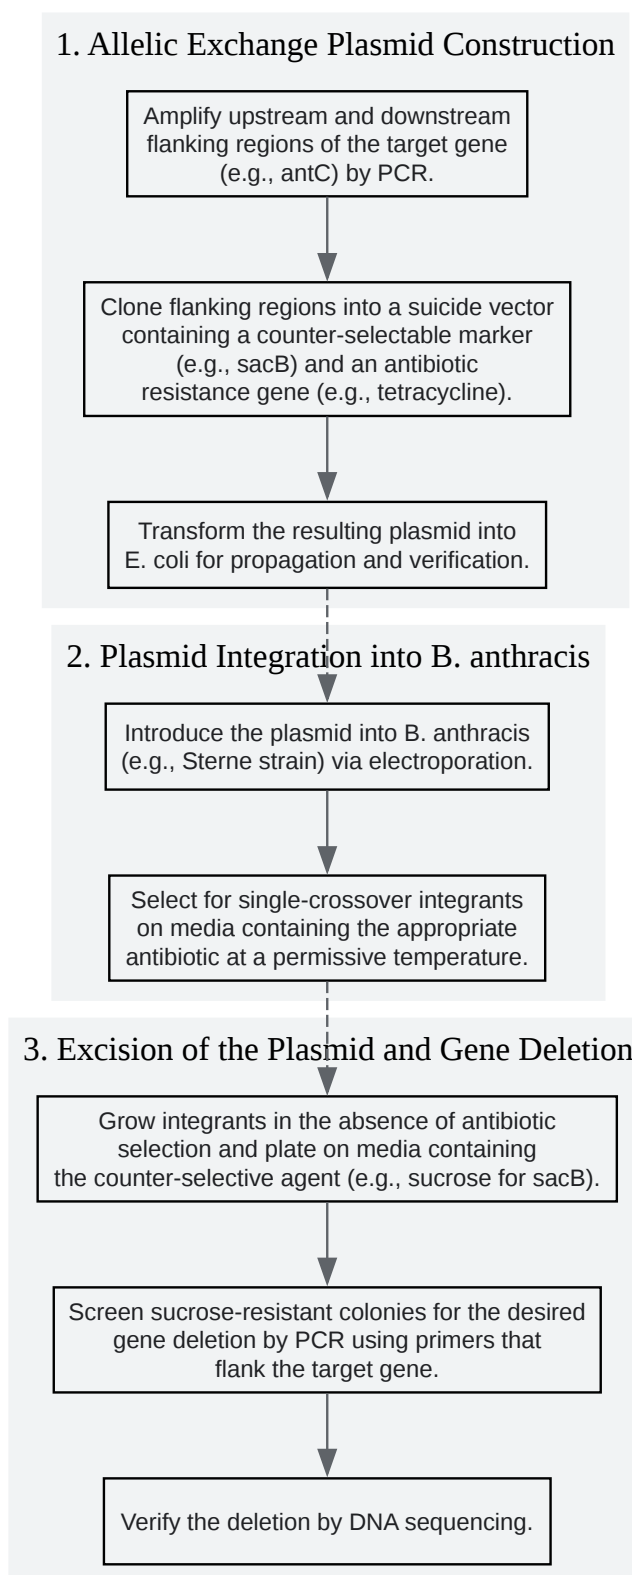 1. Allelic Exchange Plasmid Construction
Amplify upstream and downstream
flanking regions of the target gene
(e.g., antC) by PCR.
Clone flanking regions into a suicide vector
containing a counter-selectable marker
(e.g., sacB) and an antibiotic
resistance gene (e.g., tetracycline).
Transform the resulting plasmid into
E. coli for propagation and verification.
2. Plasmid Integration into B. anthracis
Introduce the plasmid into B. anthracis
(e.g., Sterne strain) via electroporation.
Select for single-crossover integrants
on media containing the appropriate
antibiotic at a permissive temperature.
3. Excision of the Plasmid and Gene Deletion
Grow integrants in the absence of antibiotic
selection and plate on media containing
the counter-selective agent (e.g., sucrose for sacB).
Screen sucrose-resistant colonies for the desired
gene deletion by PCR using primers that
flank the target gene.
Verify the deletion by DNA sequencing.